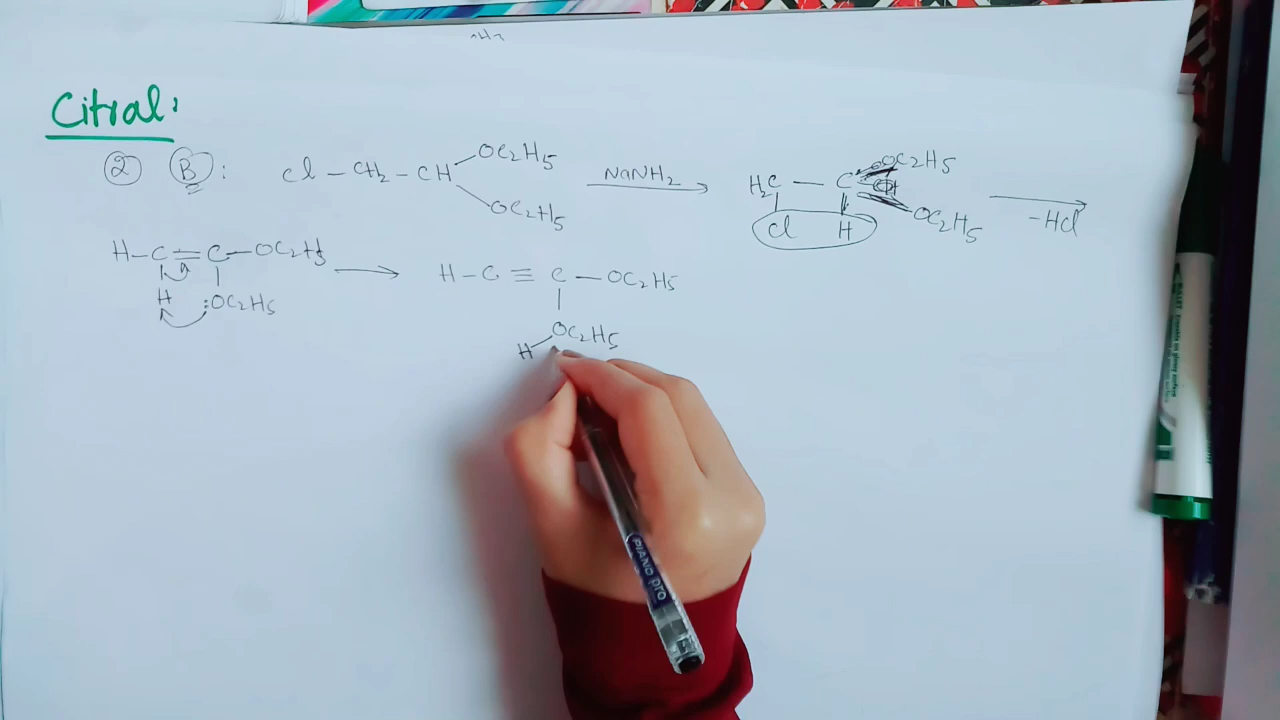 Citral:
② Ⓑ: Cl – CH2 – CH OC2H5 OC2H5 NaNH2 H2C — C OC2H5 OC2H5 Cl H -HCl
H–C=C–OC2H5 H :OC2H5 → H–C≡C–OC2H5 OC2H5 H
PIANO pro